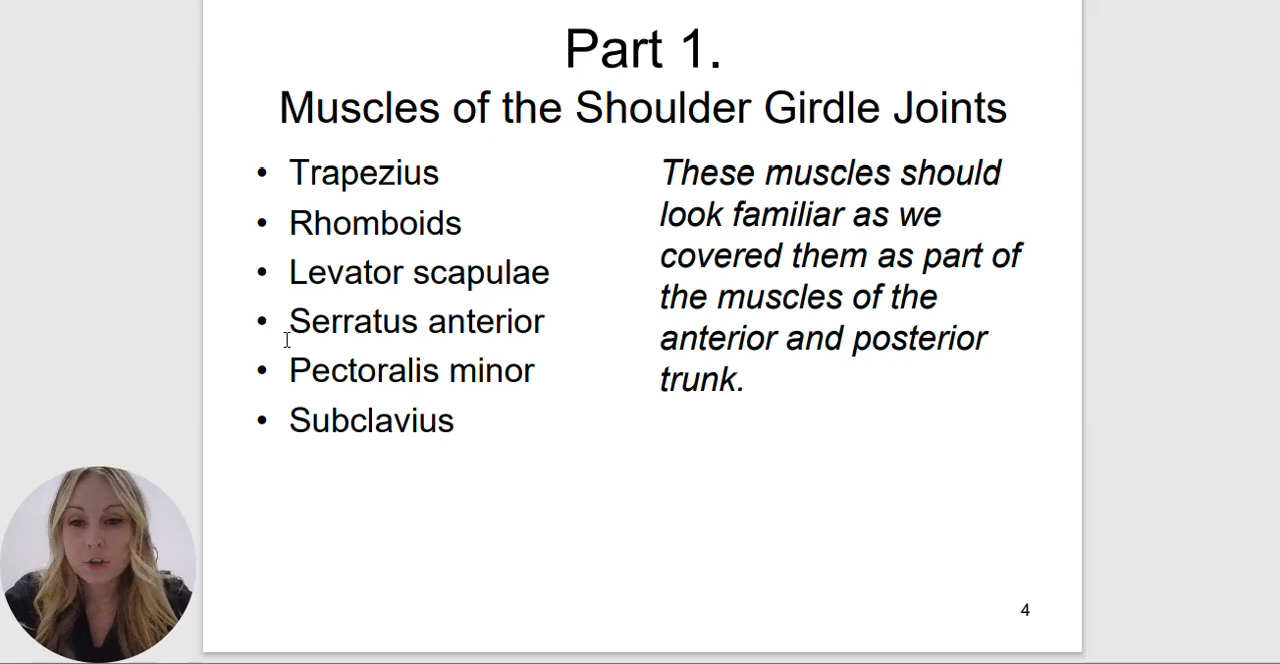 Part 1.
Muscles of the Shoulder Girdle Joints
• Trapezius
• Rhomboids
• Levator scapulae
• Serratus anterior
• Pectoralis minor
• Subclavius
These muscles should
look familiar as we
covered them as part of
the muscles of the
anterior and posterior
trunk.
4